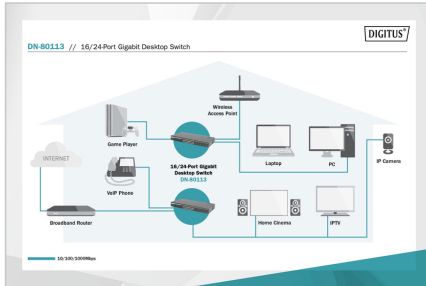 DIGITUS®
DN-80113 // 16/24-Port Gigabit Desktop Switch
Wireless
Access Point
Game Player
16/24-Port Gigabit
Desktop Switch
DN-80113
Laptop
PC
IP Camera
INTERNET
VoIP Phone
Broadband Router
Home Cinema
IPTV
10/100/1000Mbps